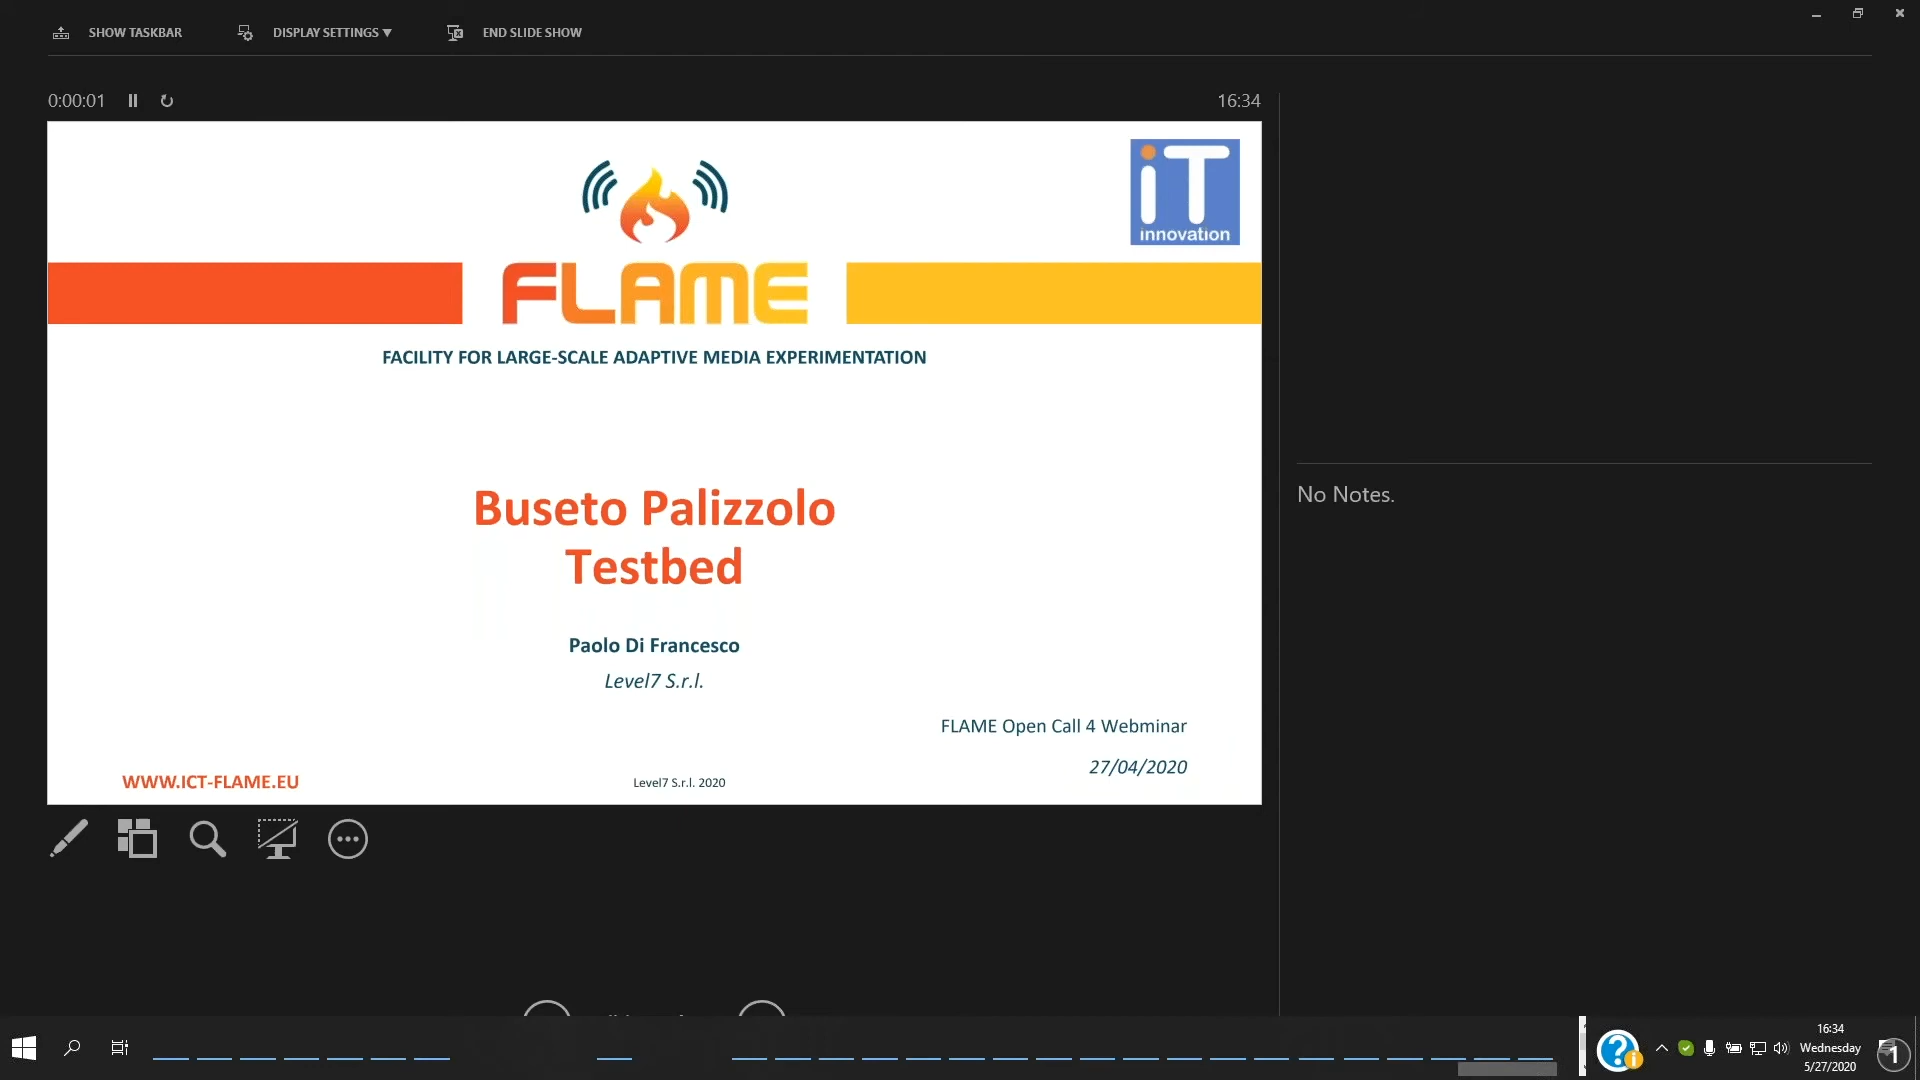 SHOW TASKBAR
DISPLAY SETTINGS ▼
END SLIDE SHOW
0:00:01
16:34
iT
innovation
FLAME
FACILITY FOR LARGE-SCALE ADAPTIVE MEDIA EXPERIMENTATION
Buseto Palizzolo
Testbed
Paolo Di Francesco
Level7 S.r.l.
FLAME Open Call 4 Webminar
27/04/2020
WWW.ICT-FLAME.EU
Level7 S.r.l. 2020
No Notes.
16:34
Wednesday
5/27/2020
1